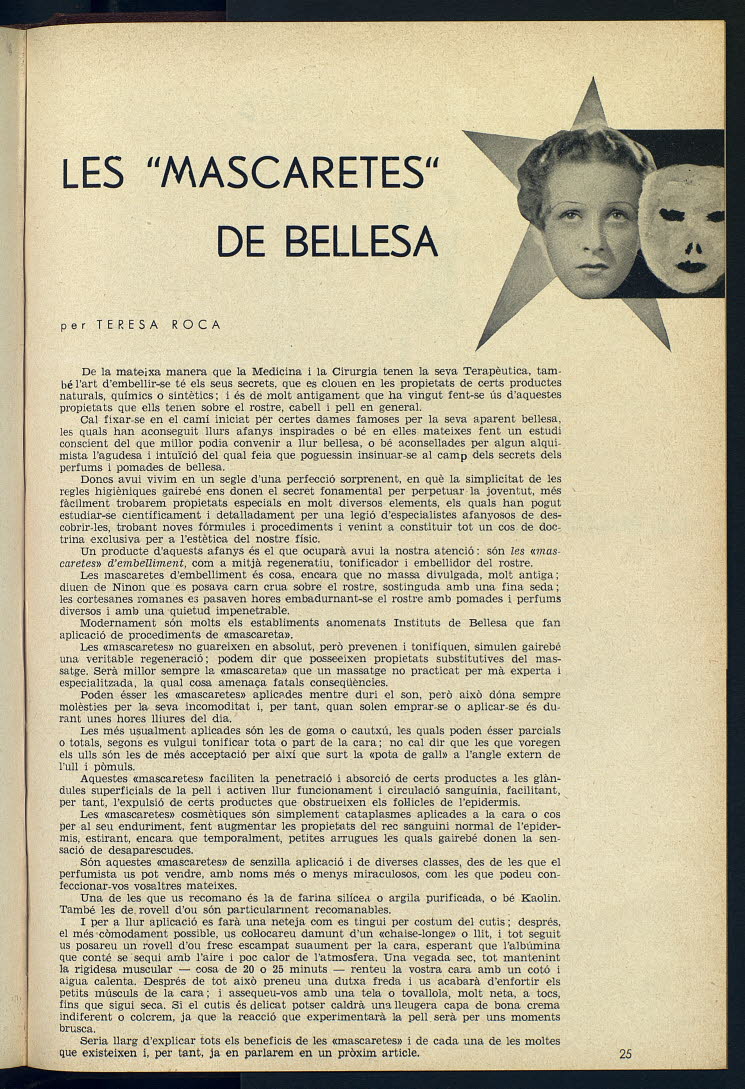 LES "MASCARETES"
DE BELLESA
per TERESA ROCA
De la mateixa manera que la Medicina i la Cirurgia tenen la seva Terapèutica, tam-
bé l'art d'embellir-se té els seus secrets, que es clouen en les propietats de certs productes
naturals, químics o sintètics; i és de molt antigament que ha vingut fent-se ús d'aquestes
propietats que ells tenen sobre el rostre, cabell i pell en general.
Cal fixar-se en el camí iniciat per certes dames famoses per la seva aparent bellesa,
les quals han aconseguit llurs afanys inspirades o bé en elles mateixes fent un estudi
conscient del que millor podia convenir a llur bellesa, o bé aconsellades per algun alqui-
mista l'agudesa i intuïció del qual feia que poguessin insinuar-se al camp dels secrets dels
perfums i pomades de bellesa.
Doncs avui vivim en un segle d'una perfecció sorprenent, en què la simplicitat de les
regles higièniques gairebé ens donen el secret fonamental per perpetuar la joventut, més
fàcilment trobarem propietats especials en molt diversos elements, els quals han pogut
estudiar-se científicament i detalladament per una legió d'especialistes afanyosos de des-
cobrir-les, trobant noves fórmules i procediments i venint a constituir tot un cos de doc-
trina exclusiva per a l'estètica del nostre físic.
Un producte d'aquests afanys és el que ocuparà avui la nostra atenció: són les «mas-
caretes» d'embelliment, com a mitjà regeneratiu, tonificador i embellidor del rostre.
Les mascaretes d'embelliment és cosa, encara que no massa divulgada, molt antiga;
diuen de Ninon que es posava carn crua sobre el rostre, sostinguda amb una fina seda;
les cortesanes romanes es pasaven hores embadurnant-se el rostre amb pomades i perfums
diversos i amb una quietud impenetrable.
Modernament són molts els establiments anomenats Instituts de Bellesa que fan
aplicació de procediments de «mascareta».
Les «mascaretes» no guareixen en absolut, però prevenen i tonifiquen, simulen gairebé
una veritable regeneració; podem dir que posseeixen propietats substitutives del mas-
satge. Serà millor sempre la «mascareta» que un massatge no practicat per mà experta i
especialitzada, la qual cosa amenaça fatals conseqüències.
Poden ésser les «mascaretes» aplicades mentre duri el son, però això dóna sempre
molèsties per la seva incomoditat i, per tant, quan solen emprar-se o aplicar-se és du-
rant unes hores lliures del dia.
Les més usualment aplicades són les de goma o cautxú, les quals poden ésser parcials
o totals, segons es vulgui tonificar tota o part de la cara; no cal dir que les que voregen
els ulls són les de més acceptació per així que surt la «pota de gall» a l'angle extern de
l'ull i pòmuls.
Aquestes «mascaretes» faciliten la penetració i absorció de certs productes a les glàn-
dules superficials de la pell i activen llur funcionament i circulació sanguínia, facilitant,
per tant, l'expulsió de certs productes que obstrueixen els fol·licles de l'epidermis.
Les «mascaretes» cosmètiques són simplement cataplasmes aplicades a la cara o cos
per al seu enduriment, fent augmentar les propietats del rec sanguini normal de l'epider-
mis, estirant, encara que temporalment, petites arrugues les quals gairebé donen la sen-
sació de desaparescudes.
Són aquestes «mascaretes» de senzilla aplicació i de diverses classes, des de les que el
perfumista us pot vendre, amb noms més o menys miraculosos, com les que podeu con-
feccionar-vos vosaltres mateixes.
Una de les que us recomano és la de farina silícea o argila purificada, o bé Kaolin.
També les de rovell d'ou són particularment recomanables.
I per a llur aplicació es farà una neteja com es tingui per costum del cutis; després,
el més còmodament possible, us col·locareu damunt d'un «chaise-longe» o llit, i tot seguit
us posareu un rovell d'ou fresc escampat suaument per la cara, esperant que l'albúmina
que conté se sequi amb l'aire i poc calor de l'atmosfera. Una vegada sec, tot mantenint
la rigidesa muscular — cosa de 20 o 25 minuts — renteu la vostra cara amb un cotó i
aigua calenta. Després de tot això preneu una dutxa freda i us acabarà d'enfortir els
petits músculs de la cara; i assequeu-vos amb una tela o tovallola, molt neta, a tocs,
fins que sigui seca. Si el cutis és delicat potser caldrà una lleugera capa de bona crema
indiferent o colcrem, ja que la reacció que experimentarà la pell serà per uns moments
brusca.
Seria llarg d'explicar tots els beneficis de les «mascaretes» i de cada una de les moltes
que existeixen i, per tant, ja en parlarem en un pròxim article.
25